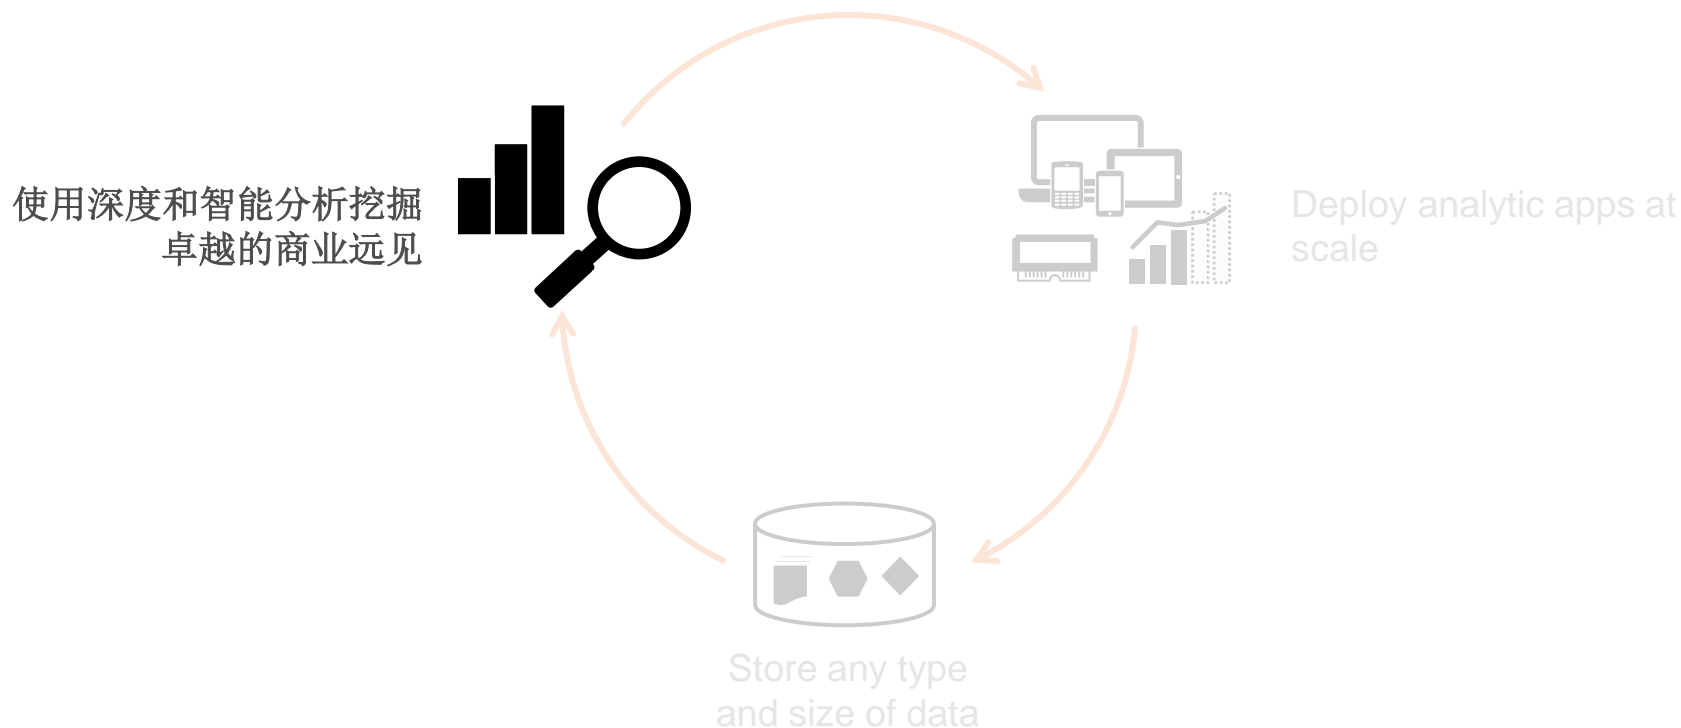 使用深度和智能分析挖掘
卓越的商业远见
Deploy analytic apps at
scale
Store any type
and size of data